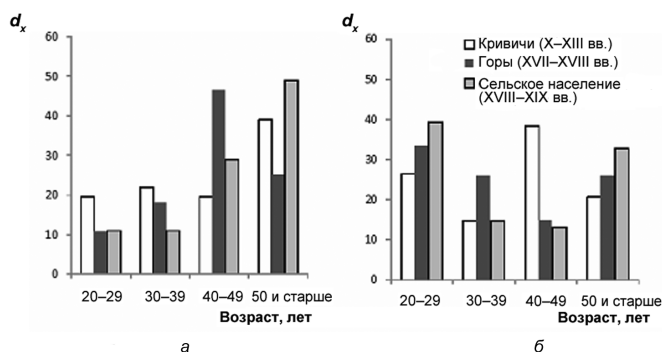 dx
60
50
40
30
20
10
0
20–29
30–39
40–49
50 и старше
Возраст, лет
а
dx
60
50
40
30
20
10
0
Кривичи (X–XIII вв.)
Горы (XVII–XVIII вв.)
Сельское население
(XVIII–XIX вв.)
20–29
30–39
40–49
50 и старше
Возраст, лет
б